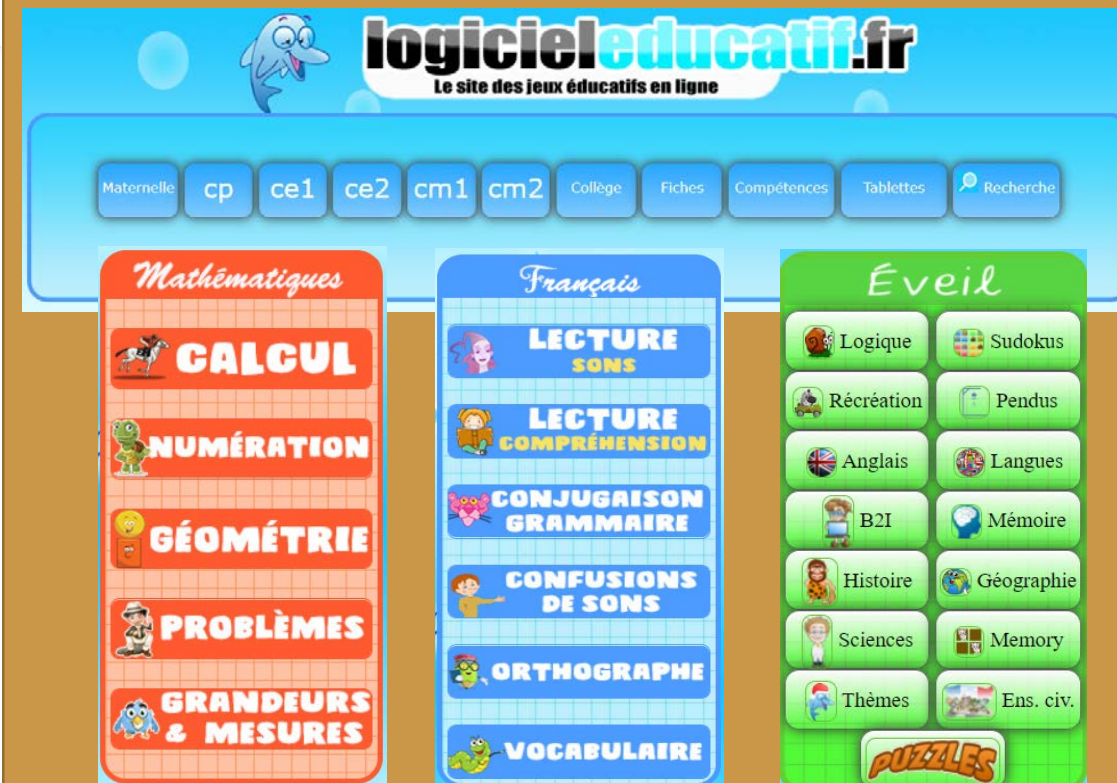 logicieleducatif.fr
Le site des jeux éducatifs en ligne
Maternelle cp ce1 ce2 cm1 cm2 Collège Fiches Compétences Tablettes Recherche
Mathématiques
CALCUL
NUMÉRATION
GÉOMÉTRIE
PROBLÈMES
GRANDEURS
& MESURES
Français
LECTURE
SONS
LECTURE
COMPRÉHENSION
CONJUGAISON
GRAMMAIRE
CONFUSIONS
DE SONS
ORTHOGRAPHE
VOCABULAIRE
Éveil
Logique Sudokus
Récréation Pendus
Anglais Langues
B2I Mémoire
Histoire Géographie
Sciences Memory
Thèmes Ens. civ.
PUZZLES